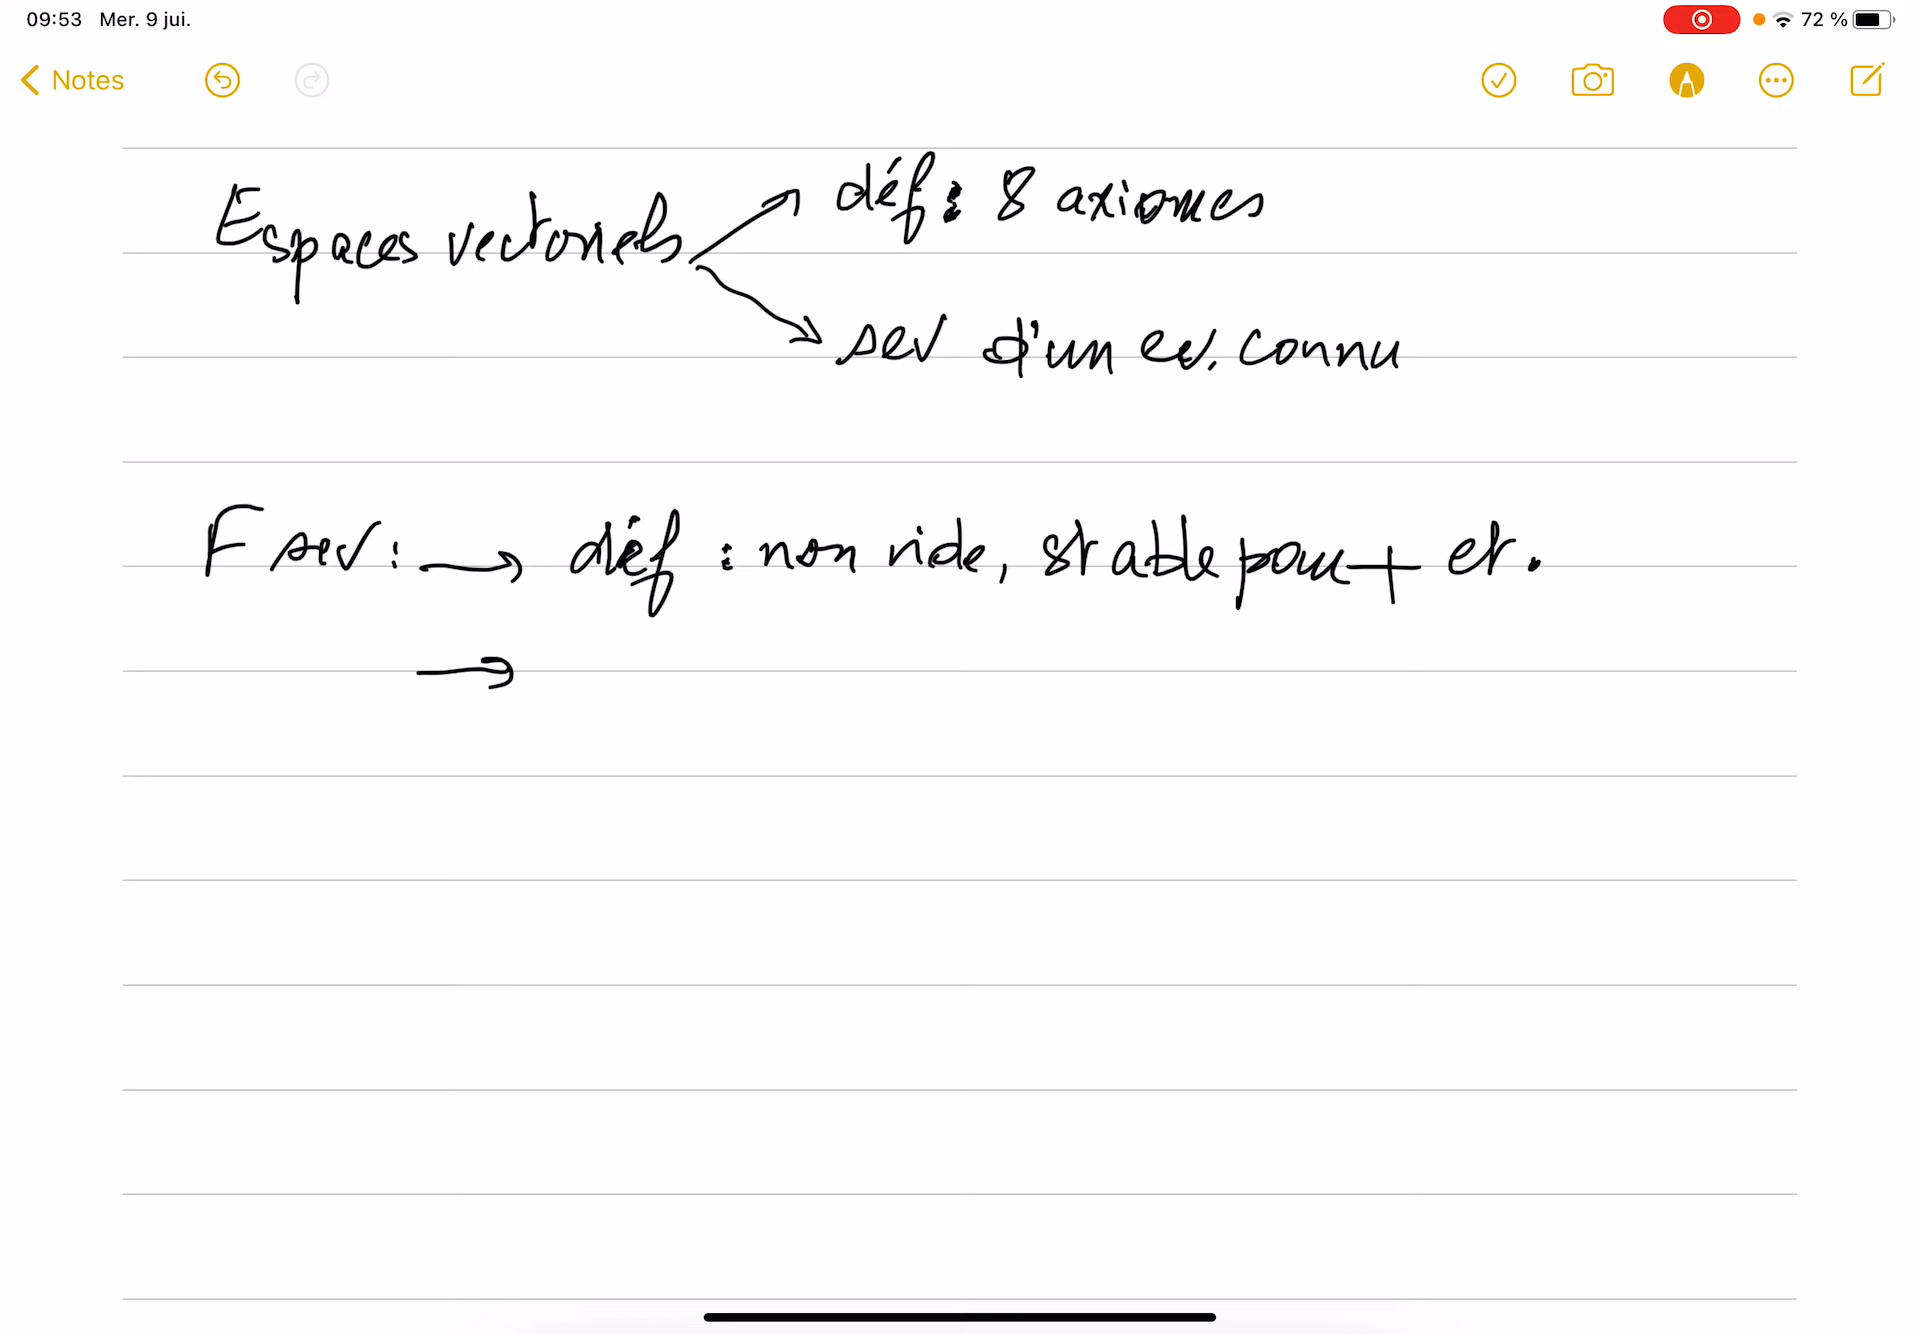 09:53 Mer. 9 jui.
72 %
Notes
Espaces vectoriels
déf : 8 axiomes
sev d'un ev. connu
F sev : → déf : non vide, stable pour + et .
→